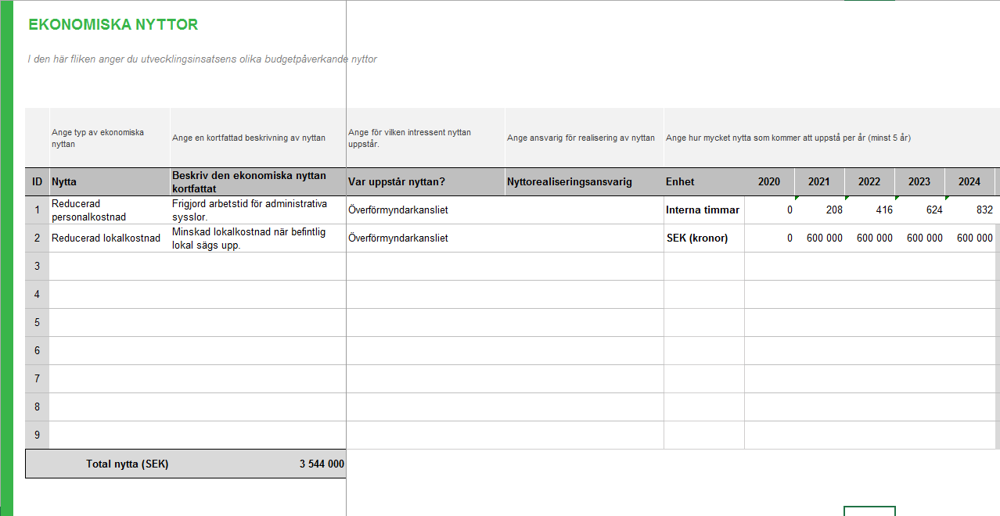 EKONOMISKA NYTTOR
I den här fliken anger du utvecklingsinsatsens olika budgetpåverkande nyttor
Ange typ av ekonomiska
nyttan
Ange en kortfattad beskrivning av nyttan
Ange för vilken intressent nyttan
uppstår.
Ange ansvarig för realisering av nyttan
Ange hur mycket nytta som kommer att uppstå per år (minst 5 år)
ID Nytta Beskriv den ekonomiska nyttan
kortfattat
Var uppstår nyttan? Nyttorealiseringsansvarig Enhet 2020 2021 2022 2023 2024
1 Reducerad
personalkostnad
Frigjord arbetstid för administrativa
sysslor.
Överförmyndarkansliet Interna timmar 0 208 416 624 832
2 Reducerad lokalkostnad Minskad lokalkostnad när befintlig
lokal sägs upp.
Överförmyndarkansliet SEK (kronor) 0 600 000 600 000 600 000 600 000
3
4
5
6
7
8
9
Total nytta (SEK) 3 544 000